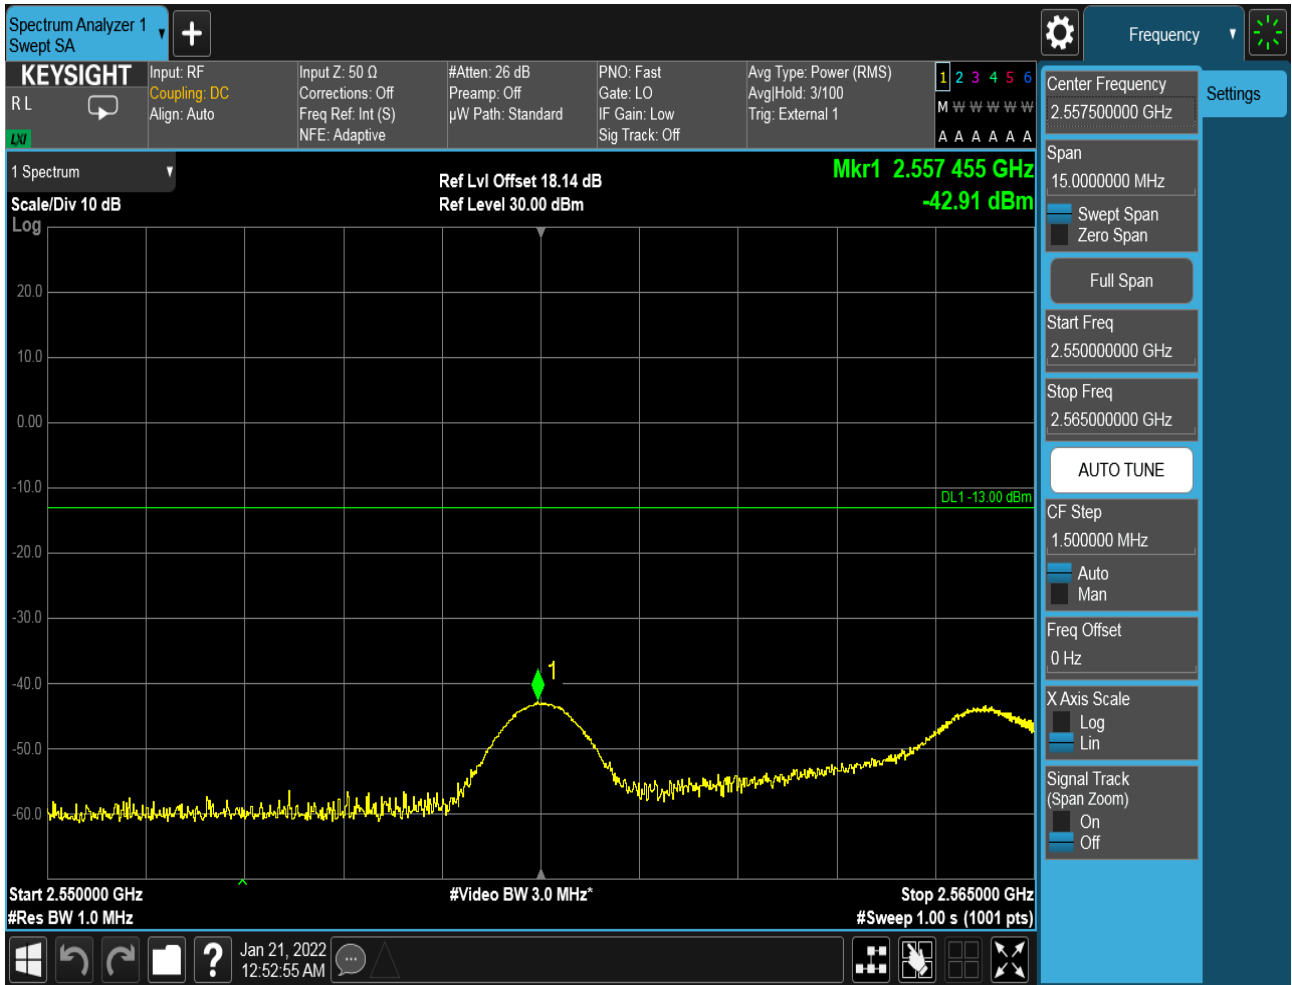 Spectrum Analyzer 1
Swept SA
Frequency
KEYSIGHT
R L
LXI
Input: RF
Coupling: DC
Align: Auto
Input Z: 50 Ω
Corrections: Off
Freq Ref: Int (S)
NFE: Adaptive
#Atten: 26 dB
Preamp: Off
µW Path: Standard
PNO: Fast
Gate: LO
IF Gain: Low
Sig Track: Off
Avg Type: Power (RMS)
Avg|Hold: 3/100
Trig: External 1
1 2 3 4 5 6
M W W W W W
A A A A A A
1 Spectrum
Scale/Div 10 dB
Log
Ref Lvl Offset 18.14 dB
Ref Level 30.00 dBm
Mkr1 2.557 455 GHz
-42.91 dBm
20.0
10.0
0.00
-10.0
DL1 -13.00 dBm
-20.0
-30.0
-40.0
1
-50.0
-60.0
Start 2.550000 GHz
#Res BW 1.0 MHz
#Video BW 3.0 MHz*
Stop 2.565000 GHz
#Sweep 1.00 s (1001 pts)
Jan 21, 2022
12:52:55 AM
Center Frequency
2.557500000 GHz
Settings
Span
15.0000000 MHz
Swept Span
Zero Span
Full Span
Start Freq
2.550000000 GHz
Stop Freq
2.565000000 GHz
AUTO TUNE
CF Step
1.500000 MHz
Auto
Man
Freq Offset
0 Hz
X Axis Scale
Log
Lin
Signal Track
(Span Zoom)
On
Off